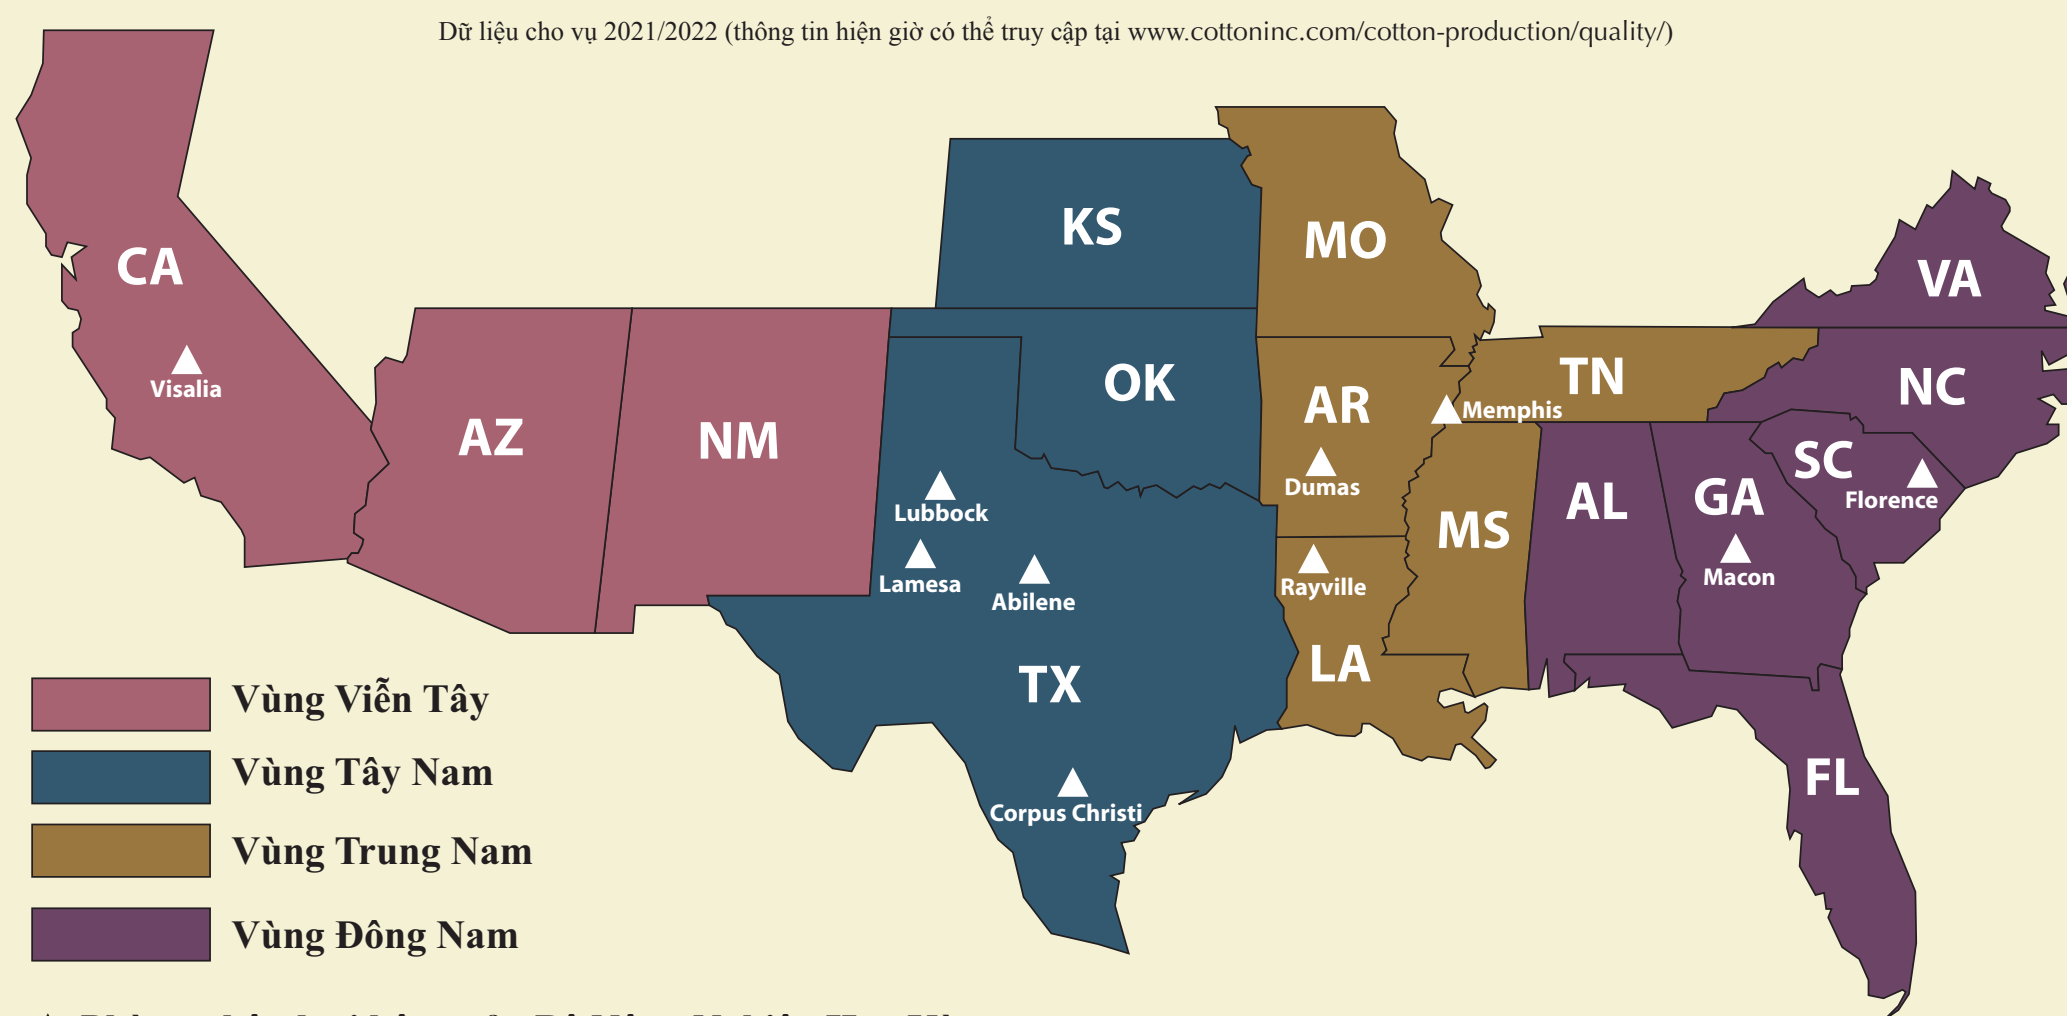 Dữ liệu cho vụ 2021/2022 (thông tin hiện giờ có thể truy cập tại www.cottoninc.com/cotton-production/quality/)
KS
MO
CA
VA
Visalia
OK
TN
NC
AR
Memphis
AZ
NM
SC
Dumas
Florence
Lubbock
GA
AL
MS
Lamesa
Abilene
Rayville
Macon
LA
TX
Vùng Viễn Tây
Vùng Tây Nam
FL
Corpus Christi
Vùng Trung Nam
Vùng Đông Nam